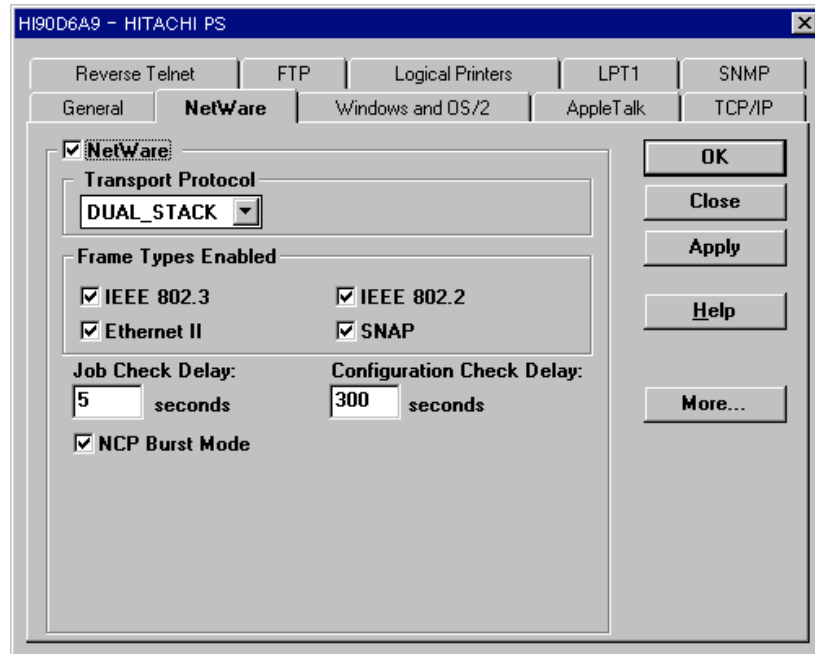 HI90D6A9 - HITACHI PS
Reverse Telnet FTP Logical Printers LPT1 SNMP
General NetWare Windows and OS/2 AppleTalk TCP/IP
NetWare
Transport Protocol
DUAL_STACK
Frame Types Enabled
IEEE 802.3 IEEE 802.2
Ethernet II SNAP
Job Check Delay: Configuration Check Delay:
5 seconds 300 seconds
NCP Burst Mode
OK
Close
Apply
Help
More...